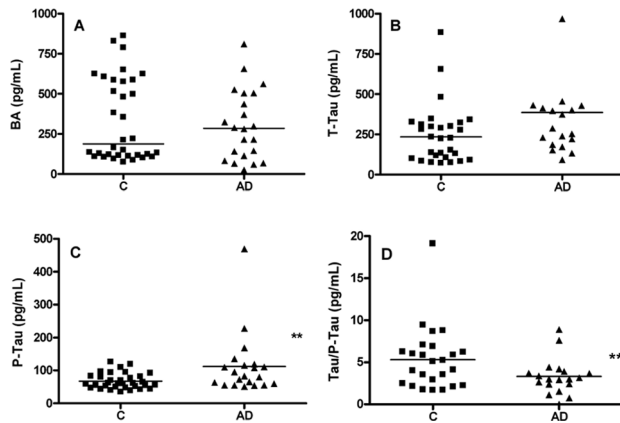 A
BA (pg/mL)
1000
750
500
250
0
C
AD
B
T-Tau (pg/mL)
1000
750
500
250
0
C
AD
C
P-Tau (pg/mL)
500
400
300
200
100
0
**
C
AD
D
Tau/P-Tau (pg/mL)
20
15
10
5
0
**
C
AD